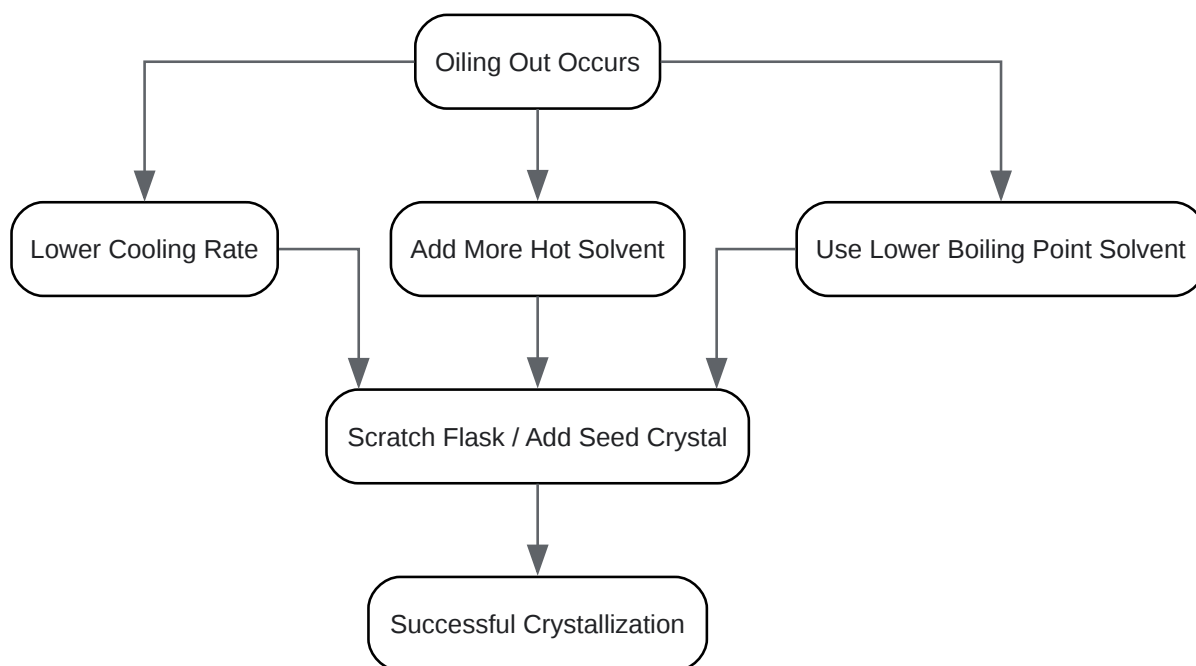 Oiling Out Occurs
Lower Cooling Rate
Add More Hot Solvent
Use Lower Boiling Point Solvent
Scratch Flask / Add Seed Crystal
Successful Crystallization